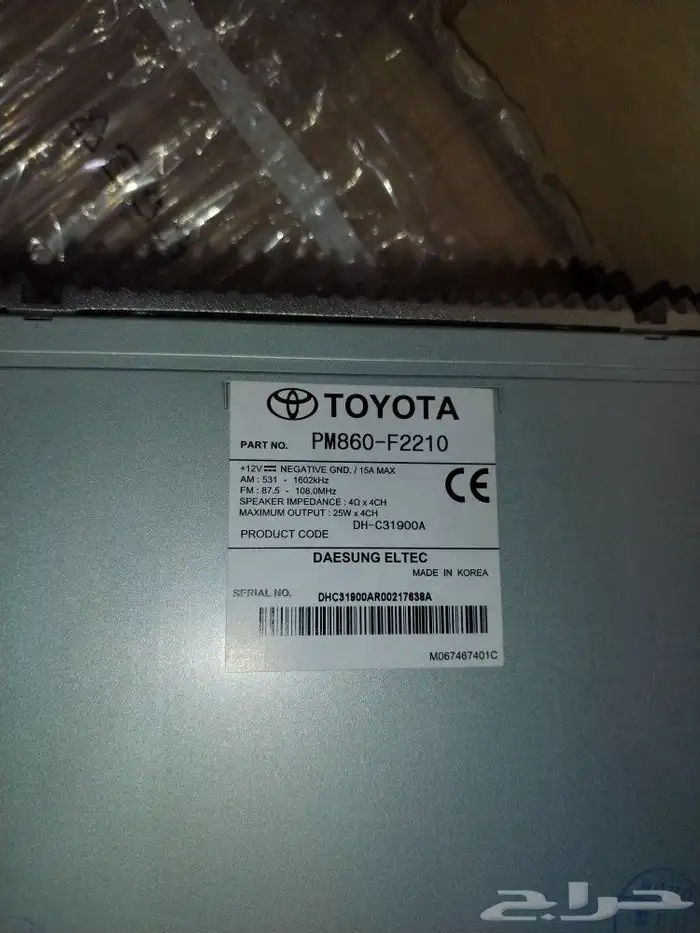 TOYOTA
PART NO. PM860-F2210
+12V NEGATIVE GND. / 15A MAX
AM : 531 - 1602kHz
FM : 87.5 - 108.0MHz
SPEAKER IMPEDANCE : 4Ω x 4CH
MAXIMUM OUTPUT : 25W x 4CH
CE
PRODUCT CODE DH-C31900A
DAESUNG ELTEC
MADE IN KOREA
SERIAL NO. DHC31900AR00217638A
M067467401C
حراج